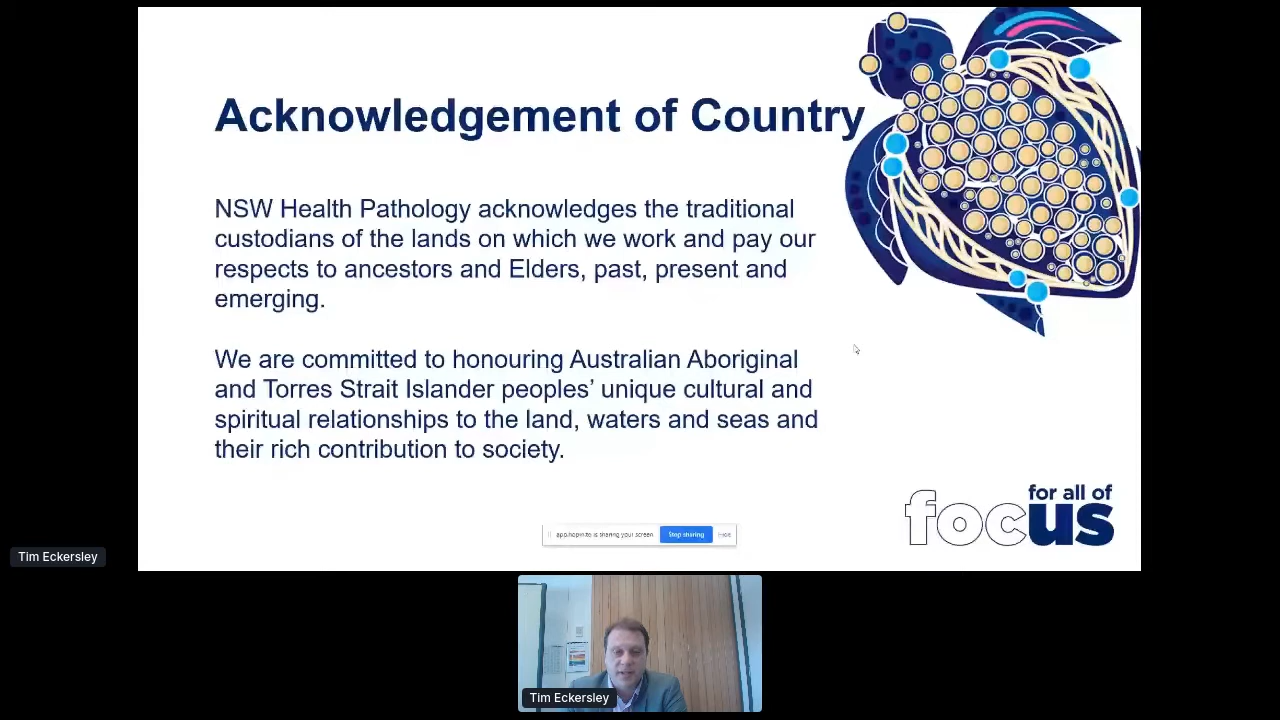 Acknowledgement of Country
NSW Health Pathology acknowledges the traditional
custodians of the lands on which we work and pay our
respects to ancestors and Elders, past, present and
emerging.
We are committed to honouring Australian Aboriginal
and Torres Strait Islander peoples’ unique cultural and
spiritual relationships to the land, waters and seas and
their rich contribution to society.
for all of
focus
app.hopin.to is sharing your screen
Stop sharing
Hide
Tim Eckersley
Tim Eckersley